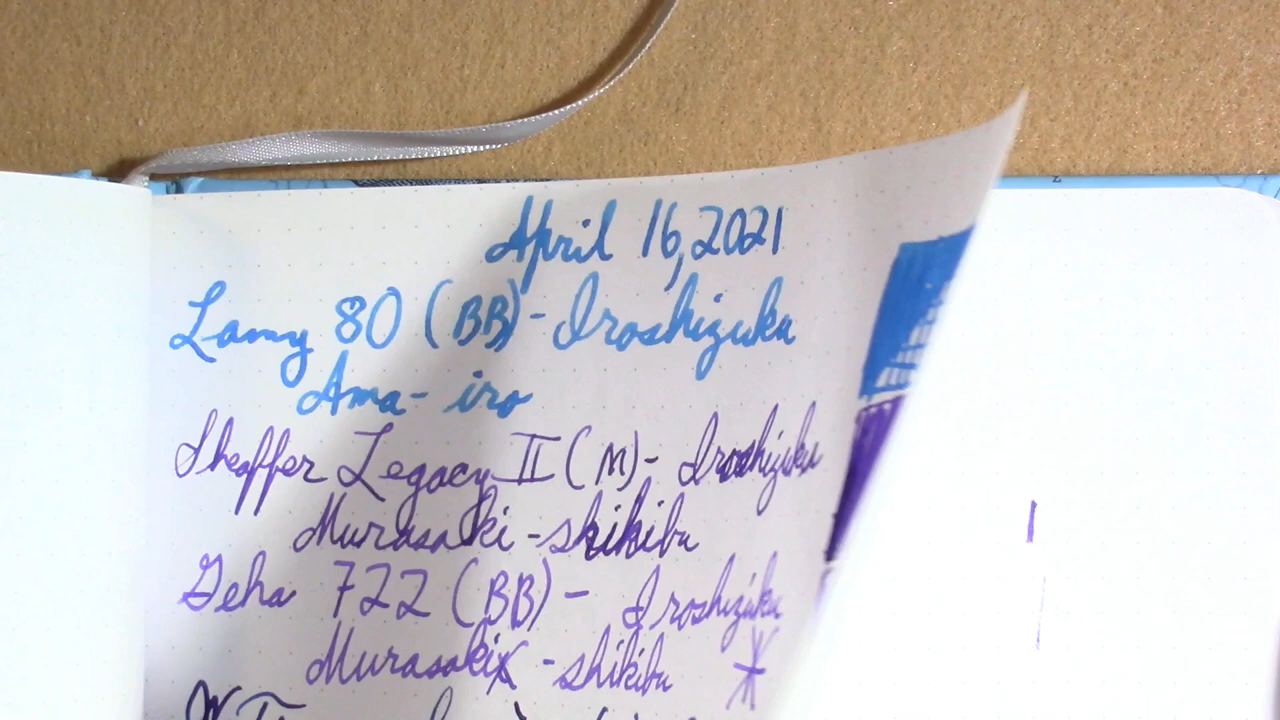 April 16, 2021
Lamy 80 (BB) - Iroshizuku
Ama-iro
Sheaffer Legacy II (M) - Iroshizuku
Murasaki-shikibu
Geha 722 (BB) - Iroshizuku
Murasaki -shikibu *